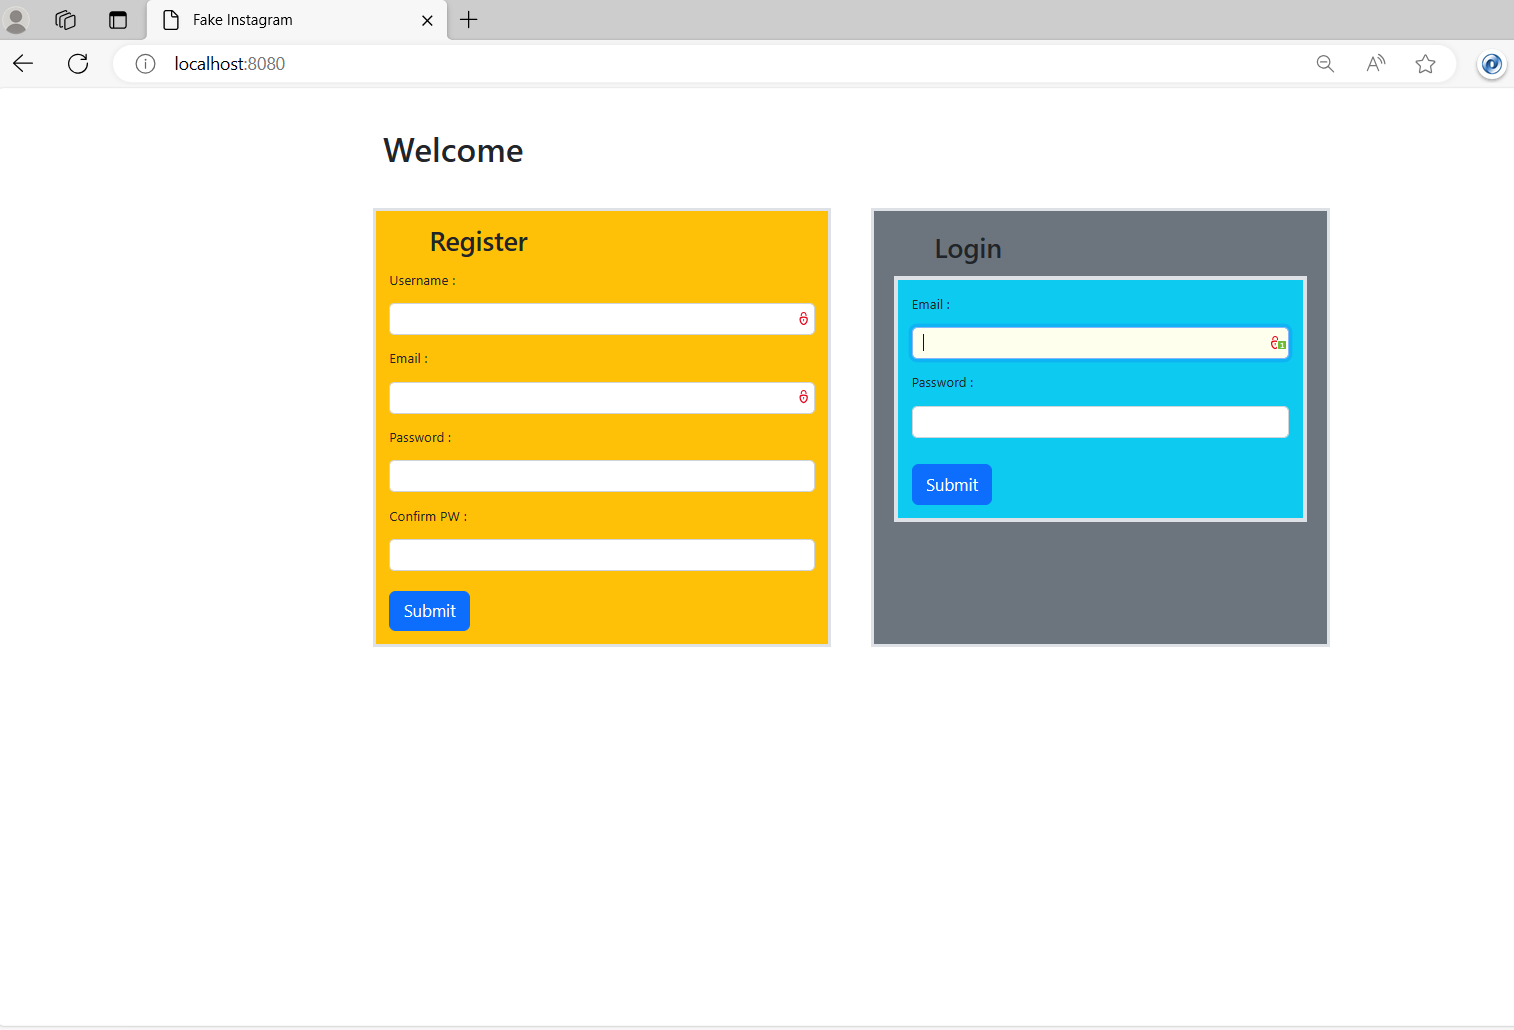 Fake Instagram
localhost:8080
Welcome
Register
Username :
Email :
Password :
Confirm PW :
Submit
Login
Email :
Password :
Submit